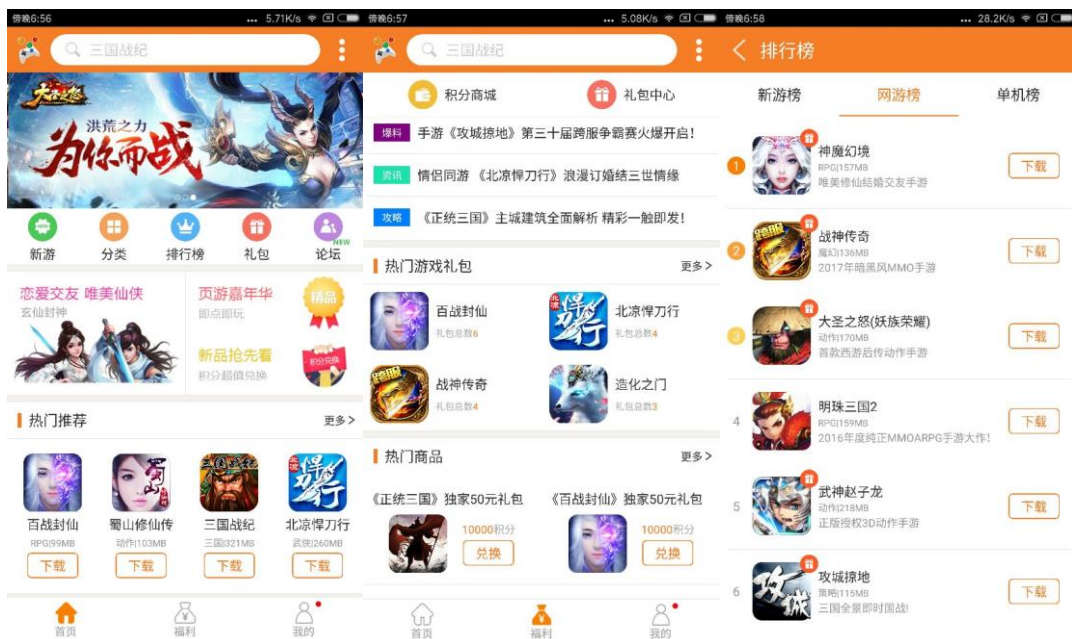 傍晚6:56
... 5.71K/s
三国战纪
大圣之怒
洪荒之力
为你而战
新游
分类
排行榜
礼包
论坛
NEW
恋爱交友 唯美仙侠
玄仙封神
页游嘉年华
即点即玩
精品
新品抢先看
积分超值兑换
积分兑换
热门推荐
更多>
百战封仙
RPG|99MB
下载
蜀山修仙传
动作|103MB
下载
三国战纪
三国|321MB
下载
北凉悍刀行
武侠|260MB
下载
首页
福利
我的
傍晚6:57
... 5.08K/s
三国战纪
积分商城
礼包中心
爆料 手游《攻城掠地》第三十届跨服争霸赛火爆开启!
资讯 情侣同游 《北凉悍刀行》浪漫订婚结三世情缘
攻略 《正统三国》主城建筑全面解析 精彩一触即发!
热门游戏礼包
更多>
百战封仙
礼包总数6
北凉悍刀行
礼包总数4
战神传奇
礼包总数4
造化之门
礼包总数3
热门商品
更多>
《正统三国》独家50元礼包
10000积分
兑换
《百战封仙》独家50元礼包
10000积分
兑换
首页
福利
我的
傍晚6:58
... 28.2K/s
排行榜
新游榜
网游榜
单机榜
1
神魔幻境
RPG|157MB
唯美修仙结婚交友手游
下载
2
跨服
战神传奇
魔幻|136MB
2017年暗黑风MMO手游
下载
3
大圣之怒(妖族荣耀)
动作|170MB
首款西游后传动作手游
下载
4
明珠三国2
RPG|159MB
2016年度纯正MMOARPG手游大作!
下载
5
武神赵子龙
动作|218MB
正版授权3D动作手游
下载
6
攻城
攻城掠地
策略|115MB
三国全景即时国战!
下载